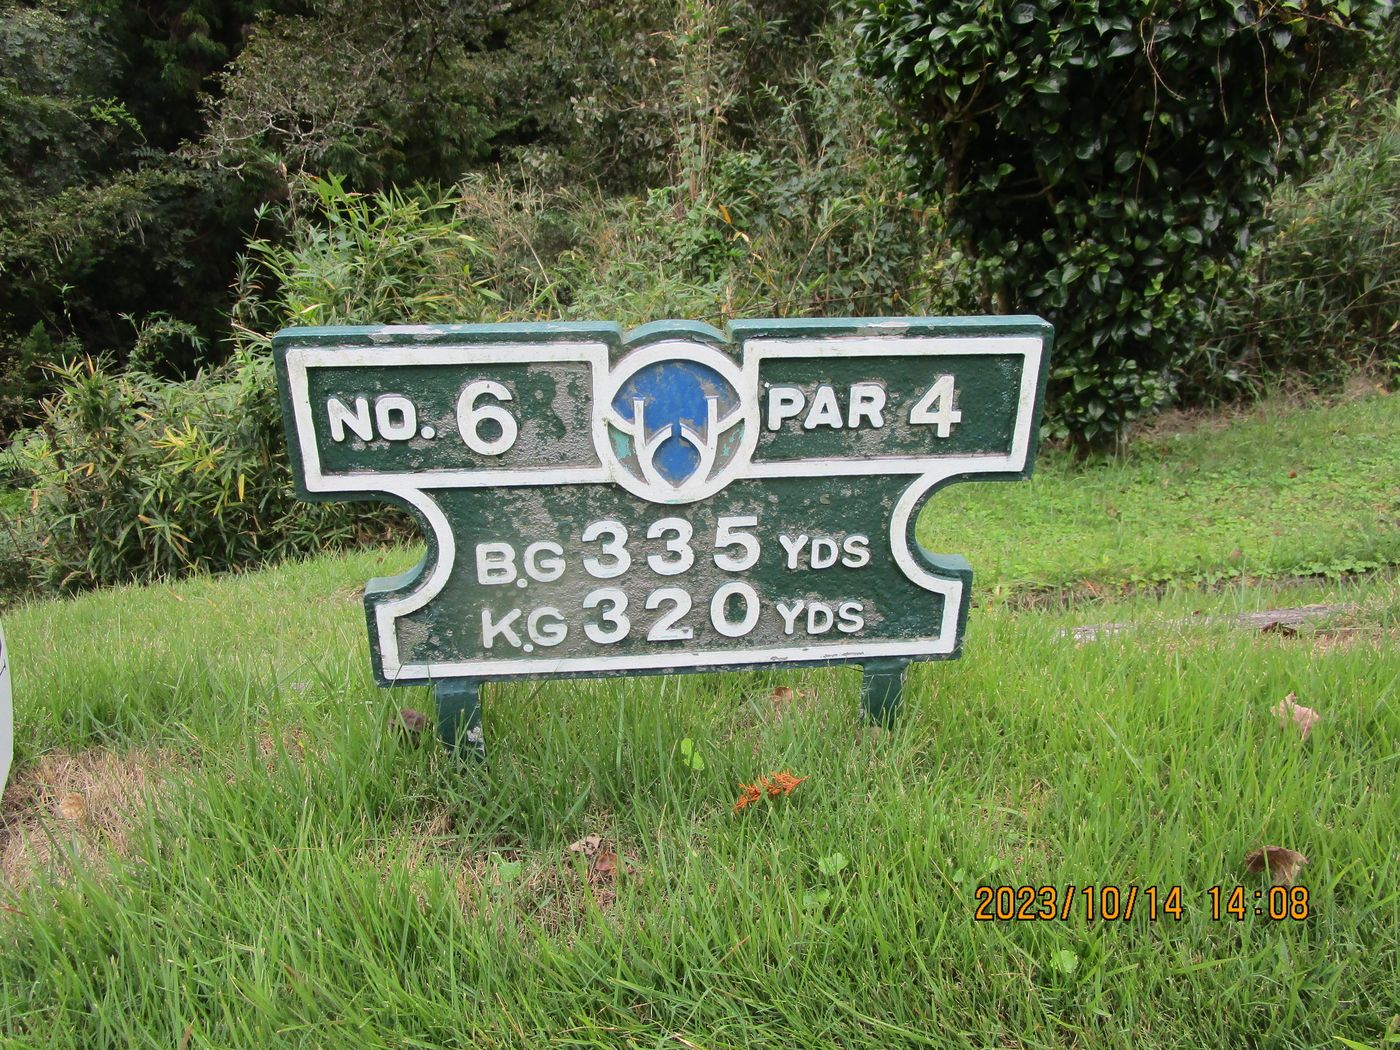 NO. 6 PAR 4
B.G 335 YDS
K.G 320 YDS
2023/10/14 14:08